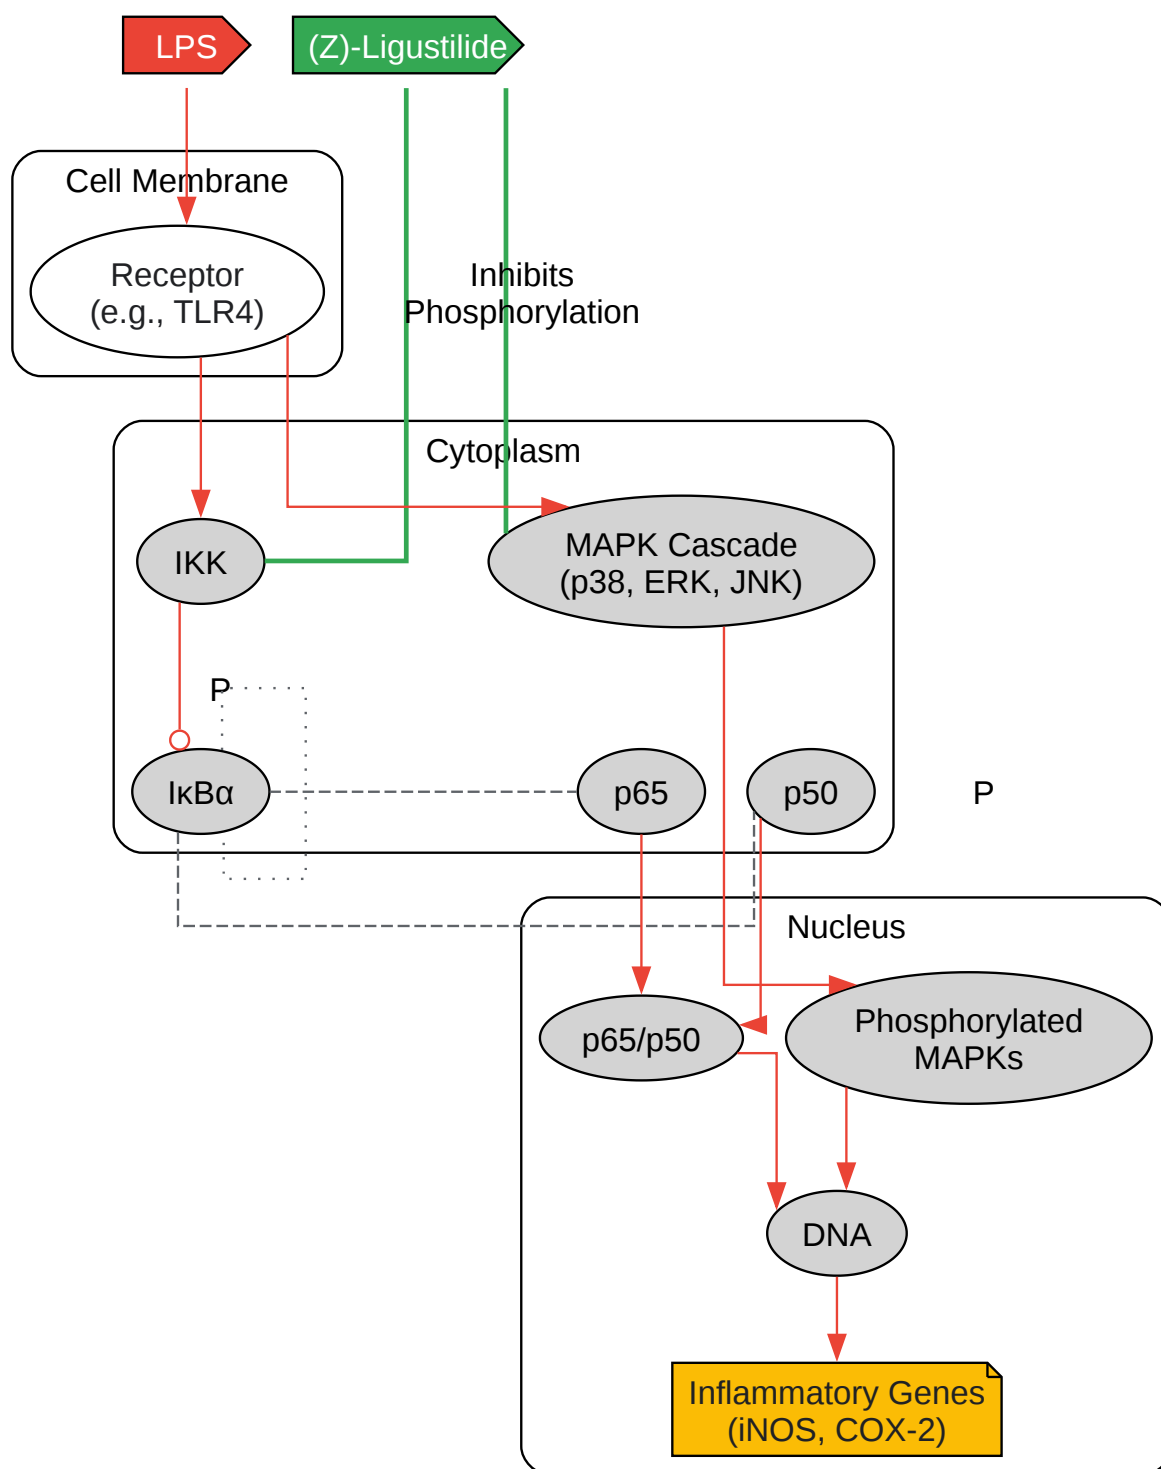 LPS
(Z)-Ligustilide
Cell Membrane
Receptor
(e.g., TLR4)
Inhibits
Phosphorylation
Cytoplasm
IKK
MAPK Cascade
(p38, ERK, JNK)
P
IκBα
p65
p50
P
Nucleus
p65/p50
Phosphorylated
MAPKs
DNA
Inflammatory Genes
(iNOS, COX-2)